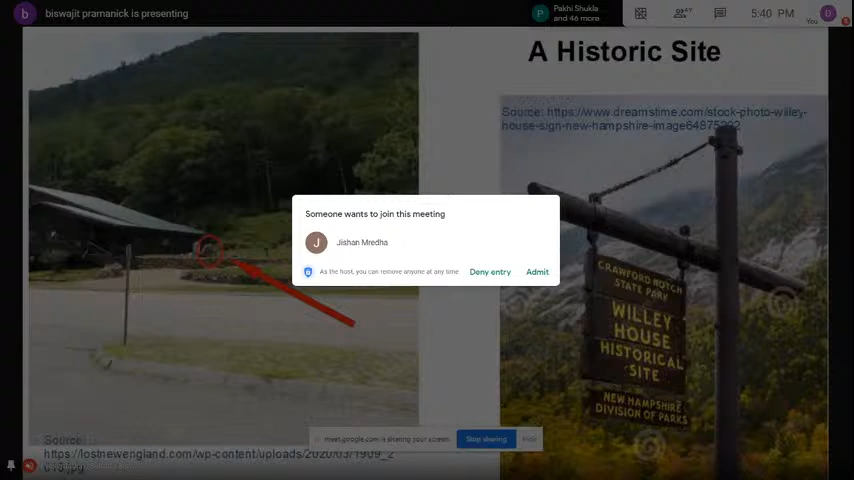 b biswajit pramanick is presenting
P Pakhi Shukla
and 46 more
47
5:40 PM
b
You
A Historic Site
Source: https://www.dreamstime.com/stock-photo-willey-
house-sign-new-hampshire-image64875292
Someone wants to join this meeting
J Jishan Mredha
As the host, you can remove anyone at any time
Deny entry
Admit
CRAWFORD NOTCH
STATE PARK
WILLEY
HOUSE
HISTORICAL
SITE
NEW HAMPSHIRE
DIVISION OF PARKS
meet.google.com is sharing your screen.
Stop sharing
Hide
Source
https://lostnewengland.com/wp-content/uploads/2020/03/1909_2